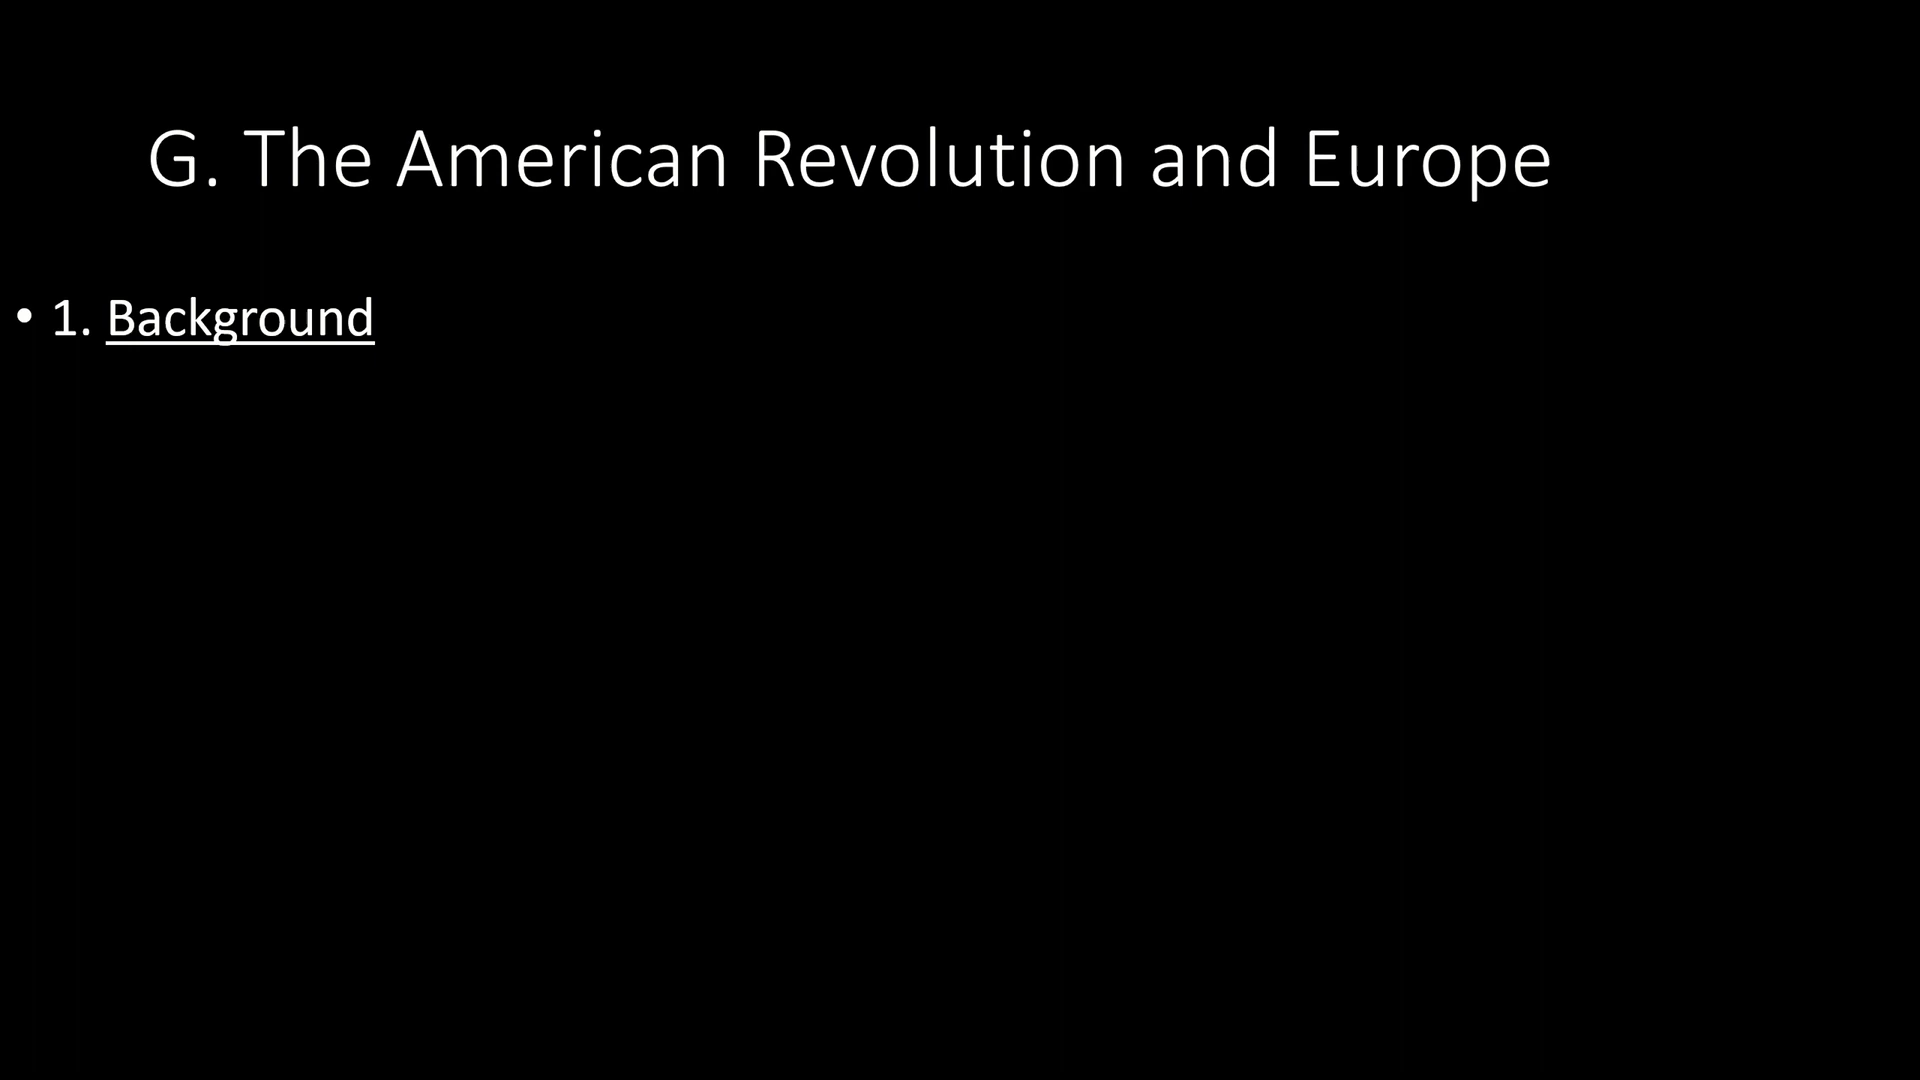 G. The American Revolution and Europe
• 1. Background